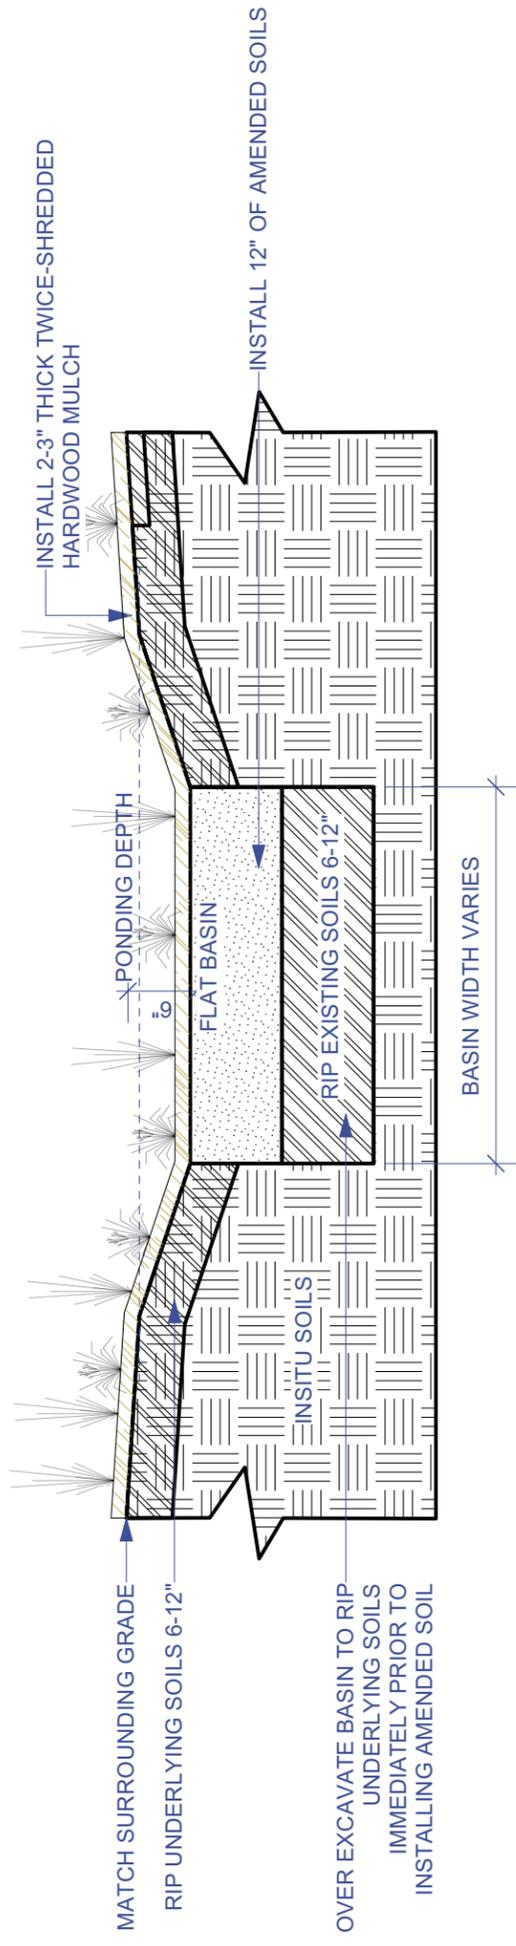 INSTALL 2-3" THICK TWICE-SHREDDED
HARDWOOD MULCH
INSTALL 12" OF AMENDED SOILS
PONDING DEPTH
6"
FLAT BASIN
RIP EXISTING SOILS 6-12"
BASIN WIDTH VARIES
INSITU SOILS
MATCH SURROUNDING GRADE
RIP UNDERLYING SOILS 6-12"
OVER EXCAVATE BASIN TO RIP
UNDERLYING SOILS
IMMEDIATELY PRIOR TO
INSTALLING AMENDED SOIL